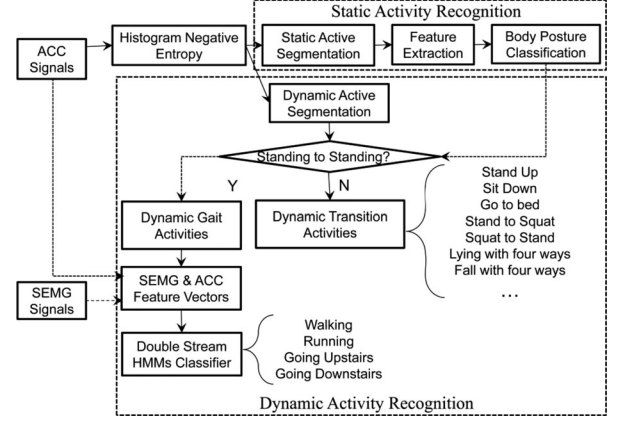 Static Activity Recognition
ACC
Signals
Histogram Negative
Entropy
Static Active
Segmentation
Feature
Extraction
Body Posture
Classification
Dynamic Active
Segmentation
Standing to Standing?
Y
N
Dynamic Gait
Activities
Dynamic Transition
Activities
Stand Up
Sit Down
Go to bed
Stand to Squat
Squat to Stand
Lying with four ways
Fall with four ways
...
SEMG
Signals
SEMG & ACC
Feature Vectors
Double Stream
HMMs Classifier
Walking
Running
Going Upstairs
Going Downstairs
Dynamic Activity Recognition